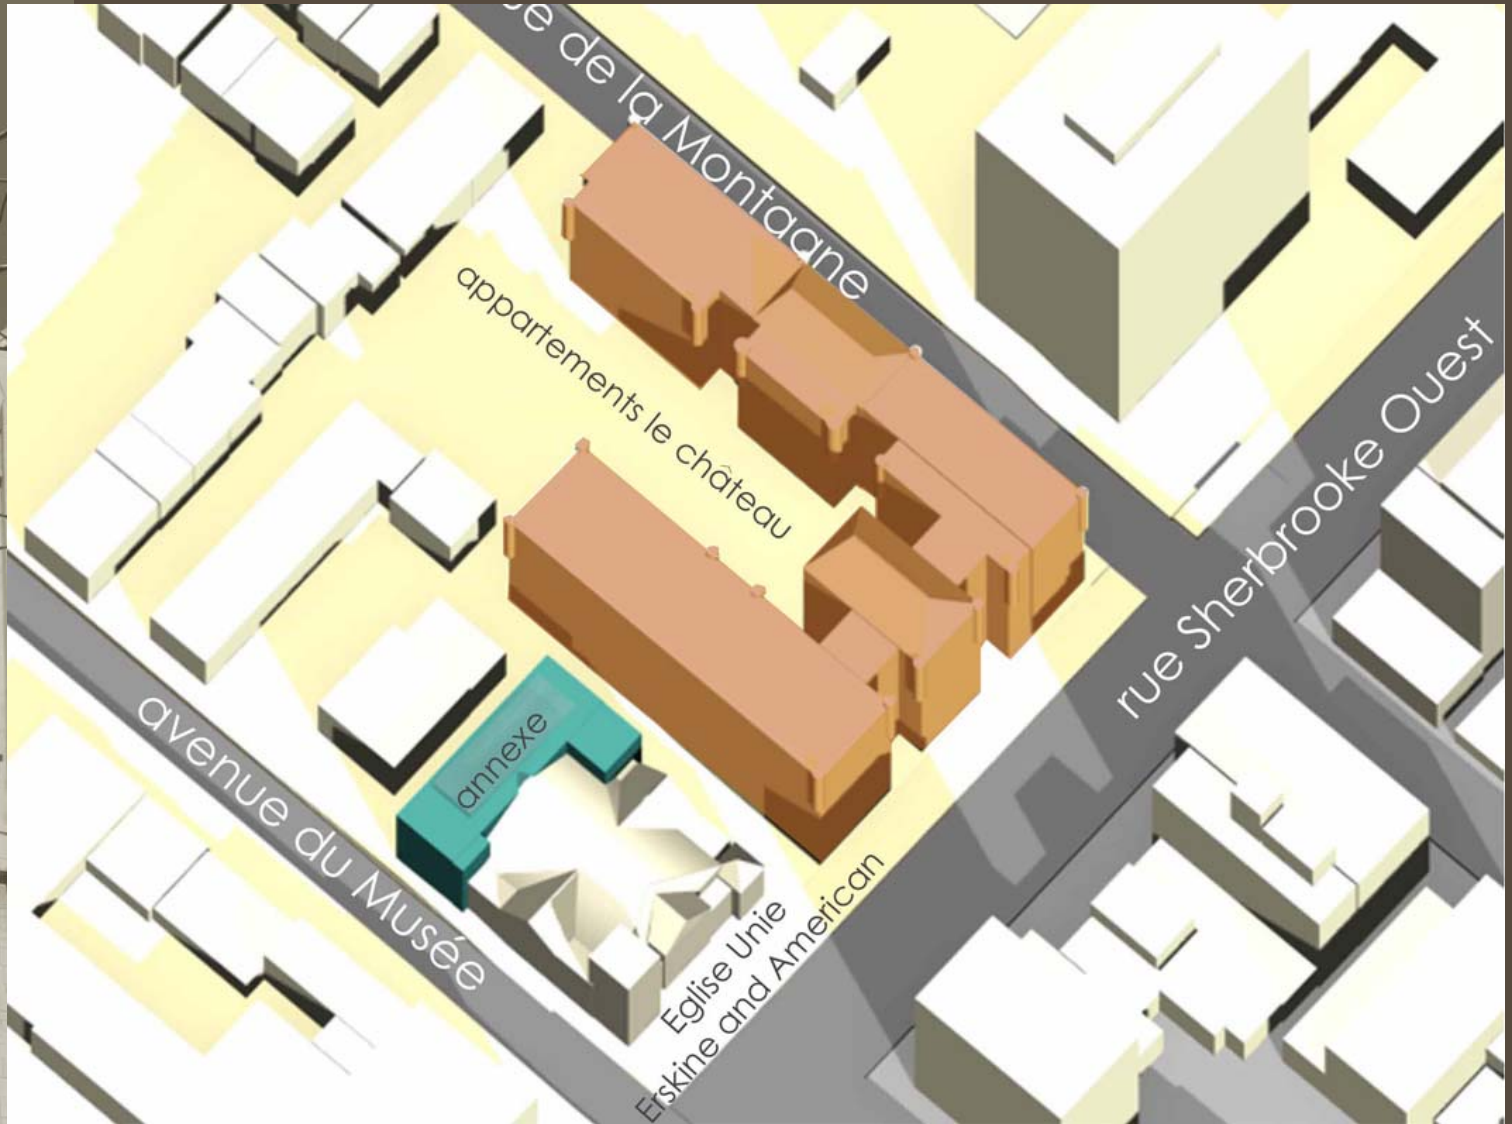 de la Montagne
appartements le château
rue Sherbrooke Ouest
annexe
avenue du Musée
Eglise Unie
Erskine and American